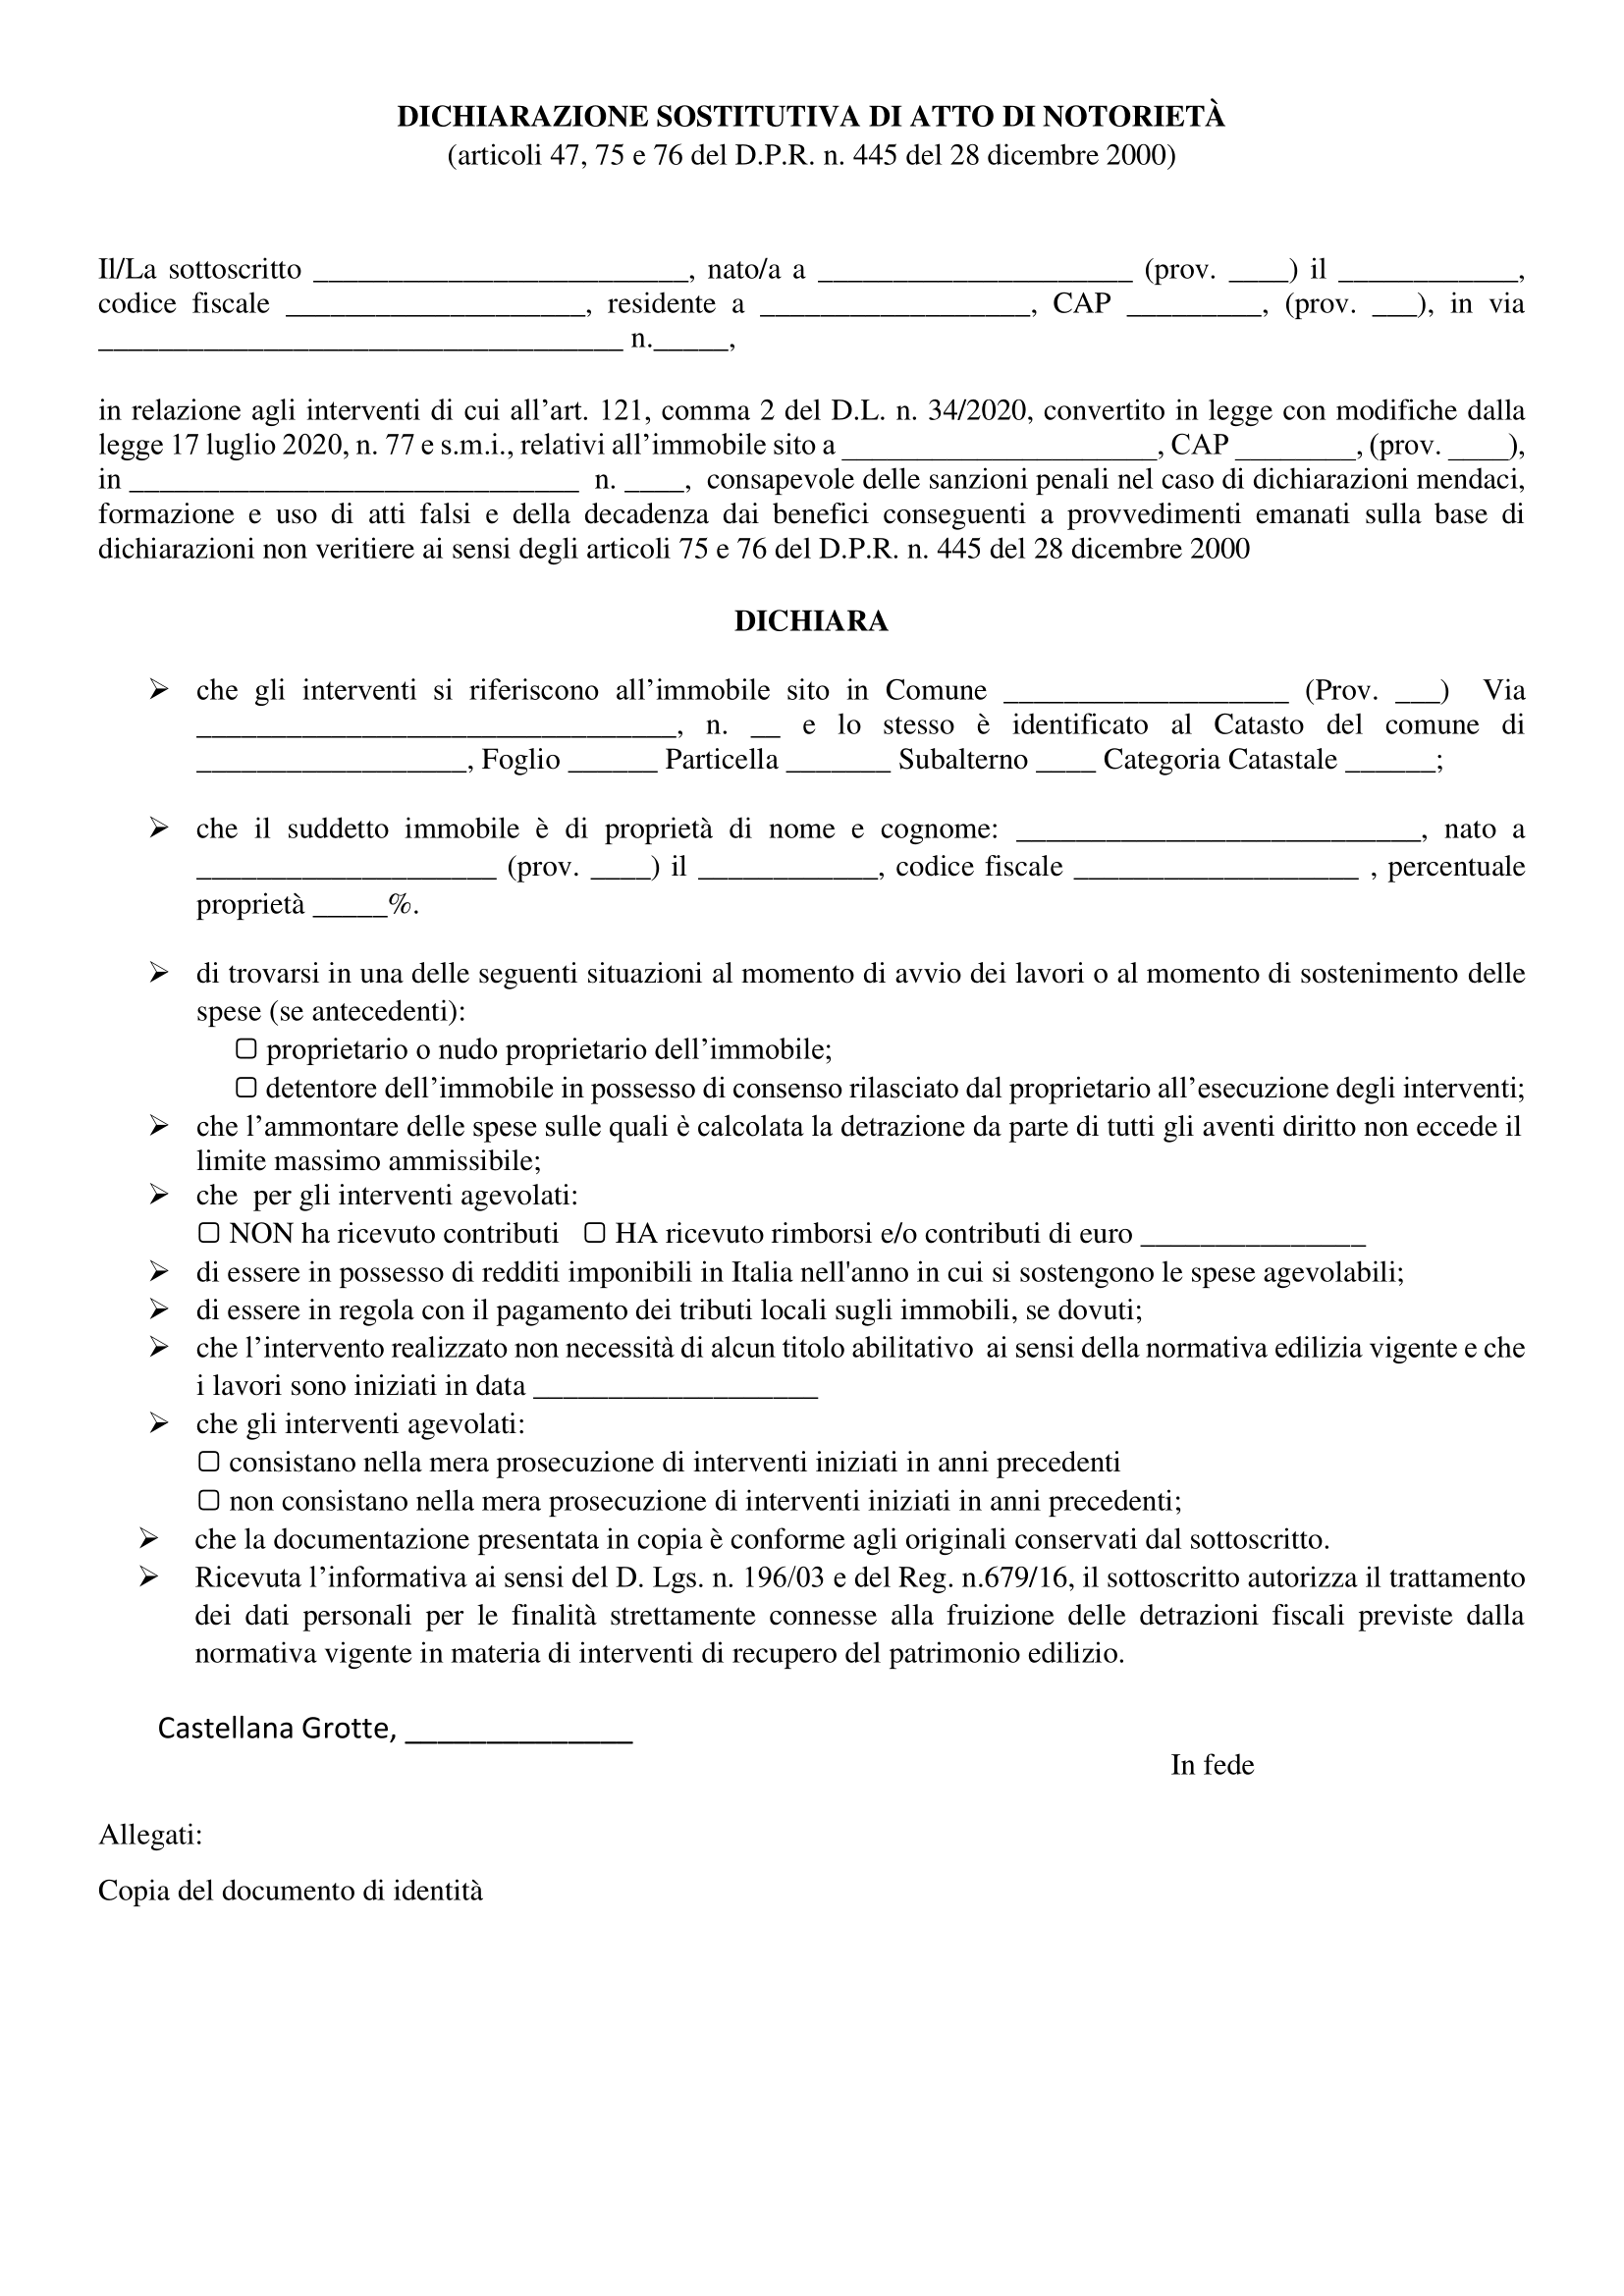 DICHIARAZIONE SOSTITUTIVA DI ATTO DI NOTORIETÀ
(articoli 47, 75 e 76 del D.P.R. n. 445 del 28 dicembre 2000)
Il/La sottoscritto _________________________, nato/a a _____________________ (prov. ____) il ____________,
codice fiscale ____________________, residente a __________________, CAP _________, (prov. ___), in via
___________________________________ n._____,
in relazione agli interventi di cui all’art. 121, comma 2 del D.L. n. 34/2020, convertito in legge con modifiche dalla
legge 17 luglio 2020, n. 77 e s.m.i., relativi all’immobile sito a _____________________, CAP ________, (prov. ____),
in ______________________________ n. ____, consapevole delle sanzioni penali nel caso di dichiarazioni mendaci,
formazione e uso di atti falsi e della decadenza dai benefici conseguenti a provvedimenti emanati sulla base di
dichiarazioni non veritiere ai sensi degli articoli 75 e 76 del D.P.R. n. 445 del 28 dicembre 2000
DICHIARA
➢ che gli interventi si riferiscono all’immobile sito in Comune ___________________ (Prov. ___) Via
________________________________, n. __ e lo stesso è identificato al Catasto del comune di
__________________, Foglio ______ Particella _______ Subalterno ____ Categoria Catastale ______;
➢ che il suddetto immobile è di proprietà di nome e cognome: ___________________________, nato a
____________________ (prov. ____) il ____________, codice fiscale ___________________ , percentuale
proprietà _____%.
➢ di trovarsi in una delle seguenti situazioni al momento di avvio dei lavori o al momento di sostenimento delle
spese (se antecedenti):
▢ proprietario o nudo proprietario dell’immobile;
▢ detentore dell’immobile in possesso di consenso rilasciato dal proprietario all’esecuzione degli interventi;
➢ che l’ammontare delle spese sulle quali è calcolata la detrazione da parte di tutti gli aventi diritto non eccede il
limite massimo ammissibile;
➢ che per gli interventi agevolati:
▢ NON ha ricevuto contributi ▢ HA ricevuto rimborsi e/o contributi di euro _______________
➢ di essere in possesso di redditi imponibili in Italia nell'anno in cui si sostengono le spese agevolabili;
➢ di essere in regola con il pagamento dei tributi locali sugli immobili, se dovuti;
➢ che l’intervento realizzato non necessità di alcun titolo abilitativo ai sensi della normativa edilizia vigente e che
i lavori sono iniziati in data ___________________
➢ che gli interventi agevolati:
▢ consistano nella mera prosecuzione di interventi iniziati in anni precedenti
▢ non consistano nella mera prosecuzione di interventi iniziati in anni precedenti;
➢ che la documentazione presentata in copia è conforme agli originali conservati dal sottoscritto.
➢ Ricevuta l’informativa ai sensi del D. Lgs. n. 196/03 e del Reg. n.679/16, il sottoscritto autorizza il trattamento
dei dati personali per le finalità strettamente connesse alla fruizione delle detrazioni fiscali previste dalla
normativa vigente in materia di interventi di recupero del patrimonio edilizio.
Castellana Grotte, ______________
In fede
Allegati:
Copia del documento di identità